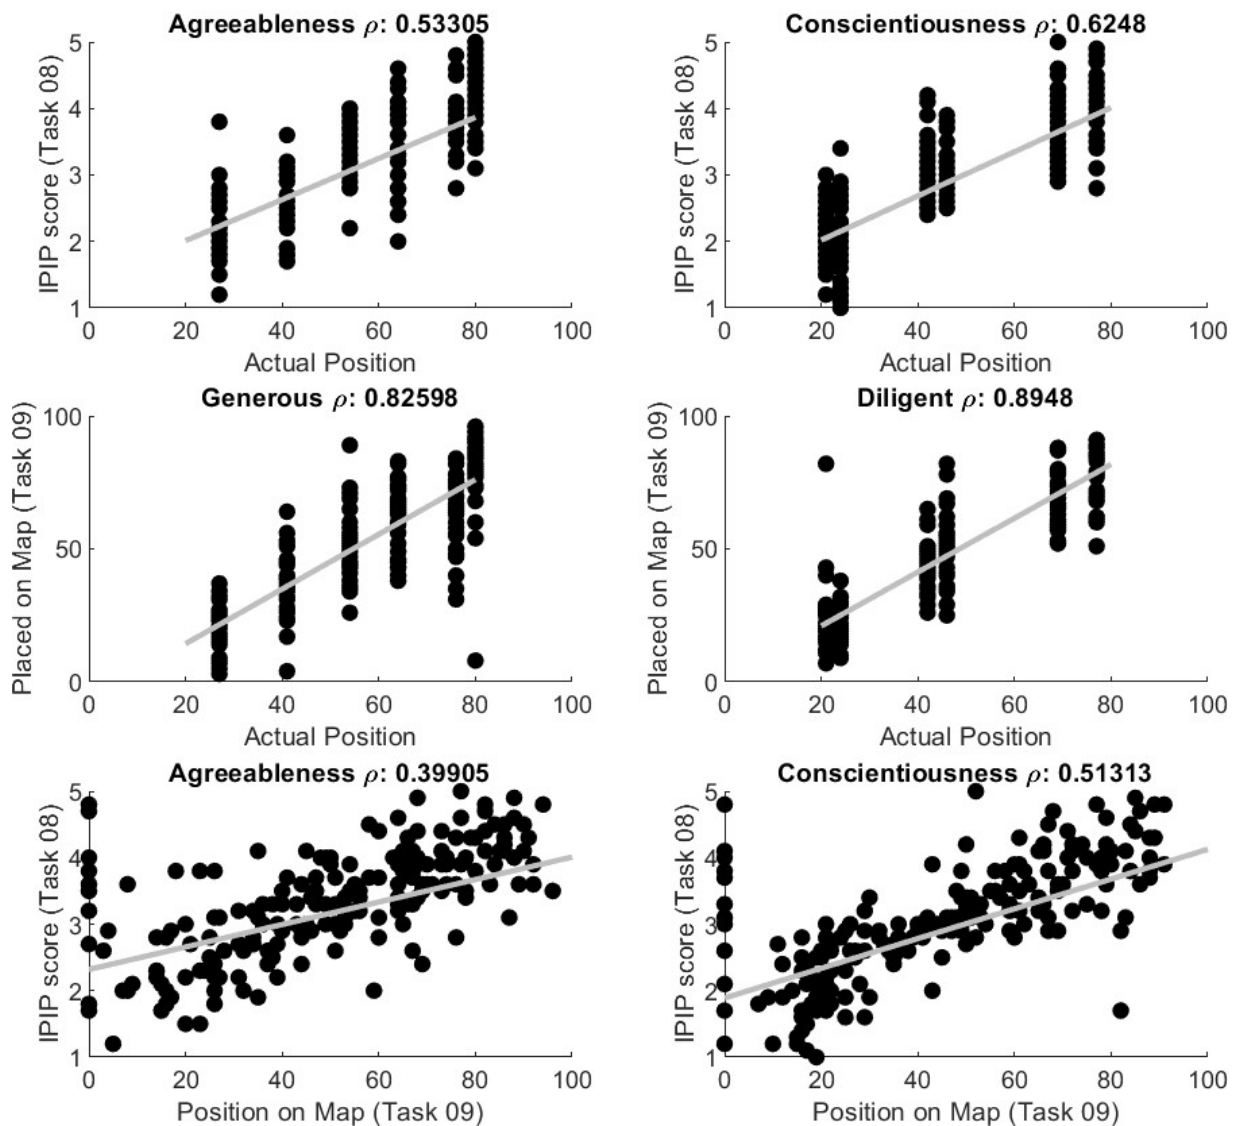 Agreeableness ρ: 0.53305
IPIP score (Task 08)
5
4
3
2
1
0 20 40 60 80 100
Actual Position
Conscientiousness ρ: 0.6248
IPIP score (Task 08)
5
4
3
2
1
0 20 40 60 80 100
Actual Position
Generous ρ: 0.82598
Placed on Map (Task 09)
100
50
0
0 20 40 60 80 100
Actual Position
Diligent ρ: 0.8948
Placed on Map (Task 09)
100
50
0
0 20 40 60 80 100
Actual Position
Agreeableness ρ: 0.39905
IPIP score (Task 08)
5
4
3
2
1
0 20 40 60 80 100
Position on Map (Task 09)
Conscientiousness ρ: 0.51313
IPIP score (Task 08)
5
4
3
2
1
0 20 40 60 80 100
Position on Map (Task 09)